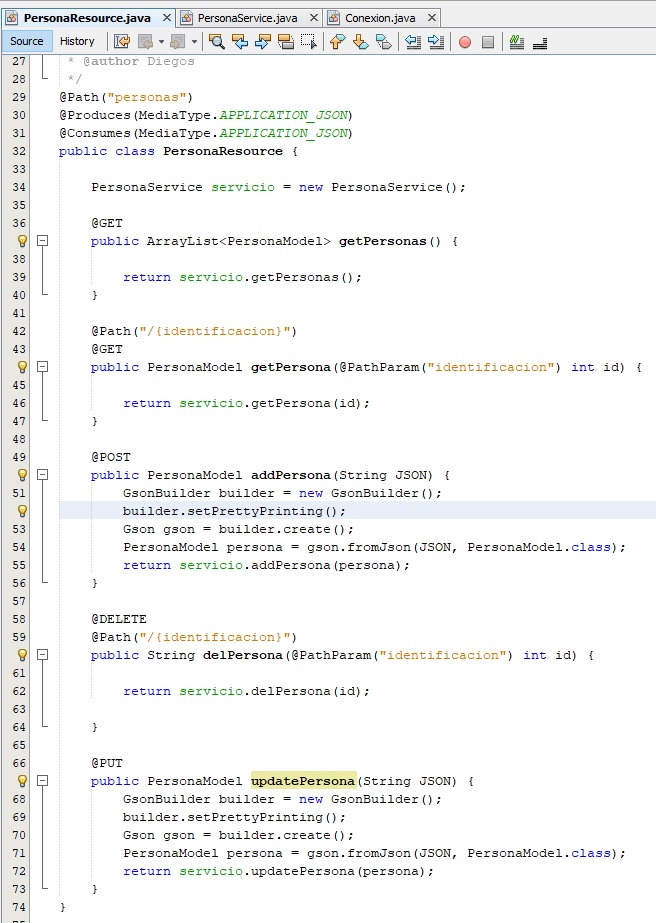 PersonaResource.java × PersonaService.java × Conexion.java ×
Source History
27 * @author Diegos
28 */
29 @Path("personas")
30 @Produces(MediaType.APPLICATION_JSON)
31 @Consumes(MediaType.APPLICATION_JSON)
32 public class PersonaResource {
33
34 PersonaService servicio = new PersonaService();
35
36 @GET
public ArrayList<PersonaModel> getPersonas() {
38
39 return servicio.getPersonas();
40 }
41
42 @Path("/{identificacion}")
43 @GET
public PersonaModel getPersona(@PathParam("identificacion") int id) {
45
46 return servicio.getPersona(id);
47 }
48
49 @POST
public PersonaModel addPersona(String JSON) {
51 GsonBuilder builder = new GsonBuilder();
builder.setPrettyPrinting();
53 Gson gson = builder.create();
54 PersonaModel persona = gson.fromJson(JSON, PersonaModel.class);
55 return servicio.addPersona(persona);
56 }
57
58 @DELETE
59 @Path("/{identificacion}")
public String delPersona(@PathParam("identificacion") int id) {
61
62 return servicio.delPersona(id);
63
64 }
65
66 @PUT
public PersonaModel updatePersona(String JSON) {
68 GsonBuilder builder = new GsonBuilder();
69 builder.setPrettyPrinting();
70 Gson gson = builder.create();
71 PersonaModel persona = gson.fromJson(JSON, PersonaModel.class);
72 return servicio.updatePersona(persona);
73 }
74 }